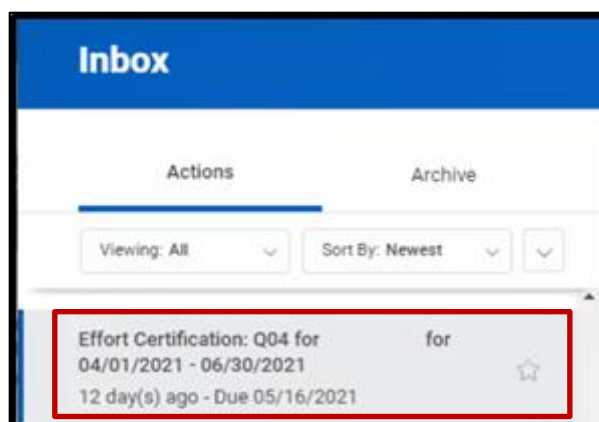 Inbox
Actions Archive
Viewing: All Sort By: Newest
Effort Certification: Q04 for for
04/01/2021 - 06/30/2021
12 day(s) ago - Due 05/16/2021